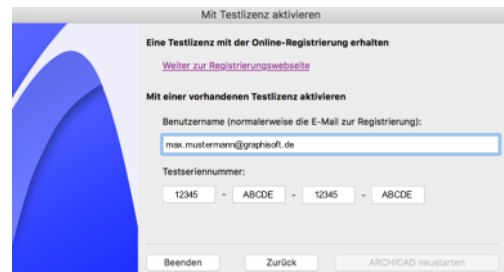 Mit Testlizenz aktivieren
Eine Testlizenz mit der Online-Registrierung erhalten
Weiter zur Registrierungswebseite
Mit einer vorhandenen Testlizenz aktivieren
Benutzername (normalerweise die E-Mail zur Registrierung):
max.mustermann@graphisoft.de
Testseriennummer:
12345 - ABCDE - 12345 - ABCDE
Beenden Zurück ARCHICAD neustarten